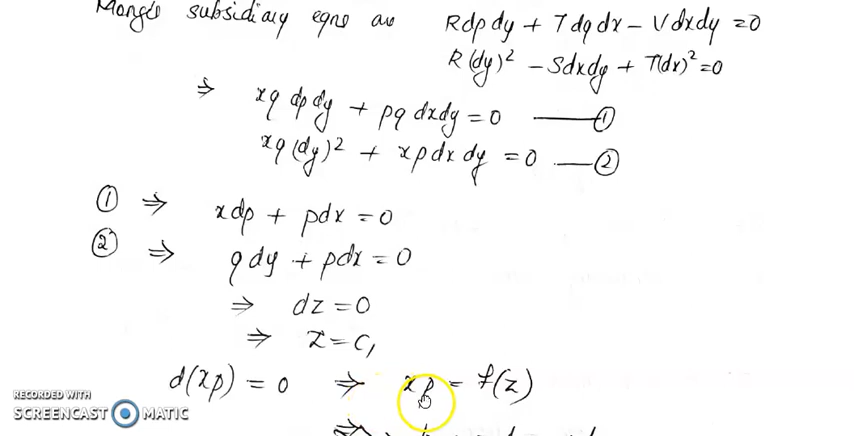 Monge's subsidiary eqns are R dp dy + T dq dx - V dx dy = 0
R (dy)² - S dx dy + T(dx)² = 0
⇒ xq dp dy + pq dx dy = 0 —— ①
xq (dy)² + xp dx dy = 0 —— ②
① ⇒ x dp + p dx = 0
② ⇒ q dy + p dx = 0
⇒ dz = 0
⇒ z = c₁
d(xp) = 0 ⇒ xp = f(z)
RECORDED WITH
SCREENCAST MATIC